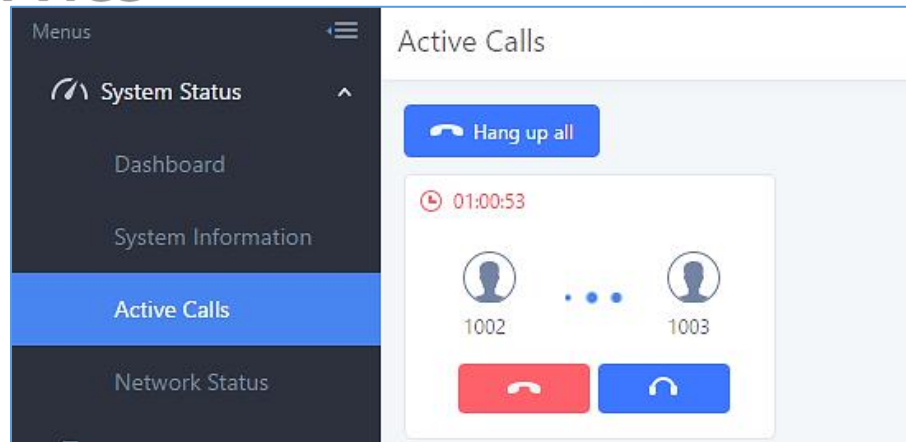 Menus
System Status
Dashboard
System Information
Active Calls
Network Status
Active Calls
Hang up all
01:00:53
1002
1003